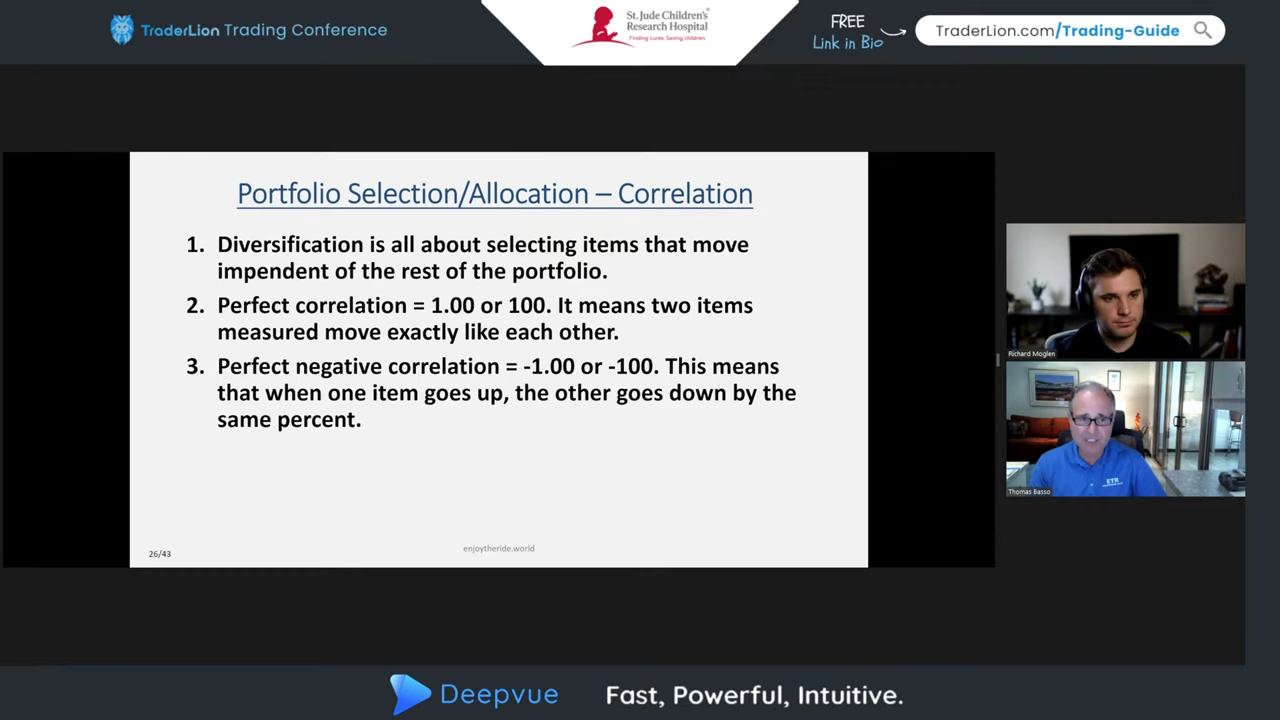 TraderLion Trading Conference
St. Jude Children's
Research Hospital
Finding cures. Saving children.
FREE
Link in Bio
TraderLion.com/Trading-Guide
Portfolio Selection/Allocation – Correlation
1. Diversification is all about selecting items that move
impendent of the rest of the portfolio.
2. Perfect correlation = 1.00 or 100. It means two items
measured move exactly like each other.
3. Perfect negative correlation = -1.00 or -100. This means
that when one item goes up, the other goes down by the
same percent.
26/43
enjoytheride.world
Richard Moglen
ETR
Thomas Basso
Deepvue
Fast, Powerful, Intuitive.